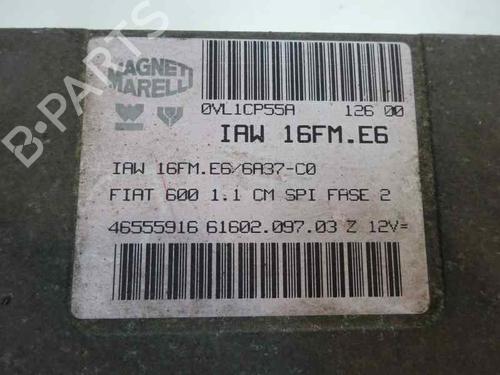 MAGNETI
MARELLI
0VL1CP55A 126 00
IAW 16FM.E6
IAW 16FM.E6/6A37-C0
FIAT 600 1.1 CM SPI FASE 2
46555916 61602.097.03 Z 12V=
B-PARTS